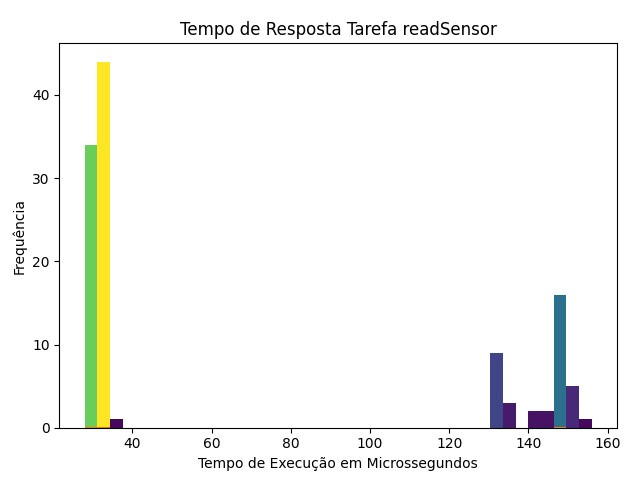 Tempo de Resposta Tarefa readSensor
Frequência
40
30
20
10
0
40 60 80 100 120 140 160
Tempo de Execução em Microssegundos